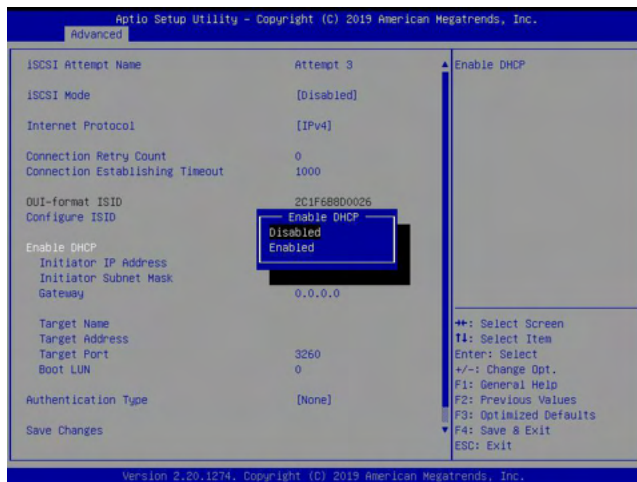 Aptio Setup Utility - Copyright (C) 2019 American Megatrends, Inc.
Advanced
iSCSI Attempt Name Attempt 3
iSCSI Mode [Disabled]
Internet Protocol [IPv4]
Connection Retry Count 0
Connection Establishing Timeout 1000
OUI-format ISID 2C1F6B8D0026
Configure ISID
Enable DHCP
Initiator IP Address
Initiator Subnet Mask
Gateway 0.0.0.0
Target Name
Target Address
Target Port 3260
Boot LUN 0
Authentication Type [None]
Save Changes
Enable DHCP
Disabled
Enabled
Enable DHCP
→←: Select Screen
↑↓: Select Item
Enter: Select
+/-: Change Opt.
F1: General Help
F2: Previous Values
F3: Optimized Defaults
F4: Save & Exit
ESC: Exit
Version 2.20.1274. Copyright (C) 2019 American Megatrends, Inc.